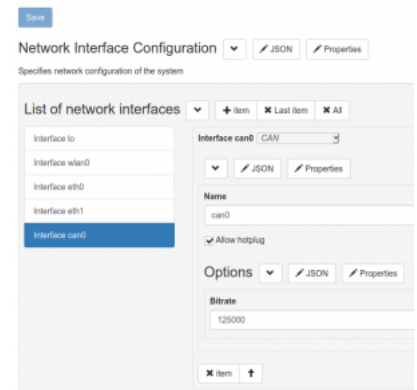 Save
Network Interface Configuration JSON Properties
Specifies network configuration of the system
List of network interfaces +item ✖ Last item ✖ All
Interface lo
Interface wlan0
Interface eth0
Interface eth1
Interface can0
Interface can0 CAN
JSON Properties
Name
can0
Allow hotplug
Options JSON Properties
Bitrate
125000
✖ item